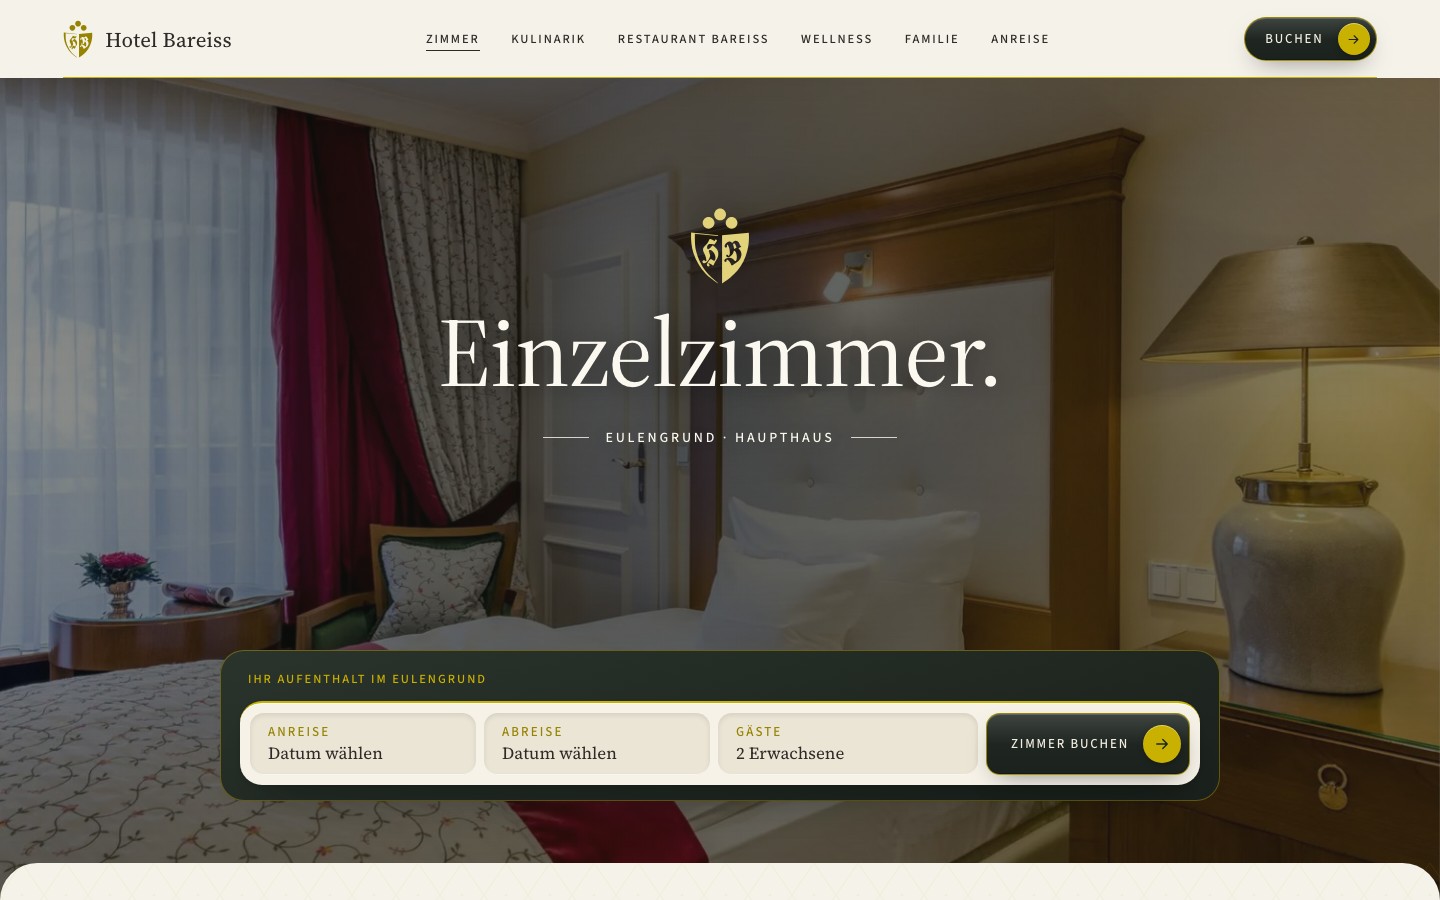 Hotel Bareiss
ZIMMER
KULINARIK
RESTAURANT BAREISS
WELLNESS
FAMILIE
ANREISE
BUCHEN
HB
Einzelzimmer.
EULENGRUND · HAUPTHAUS
IHR AUFENTHALT IM EULENGRUND
ANREISE
Datum wählen
ABREISE
Datum wählen
GÄSTE
2 Erwachsene
ZIMMER BUCHEN